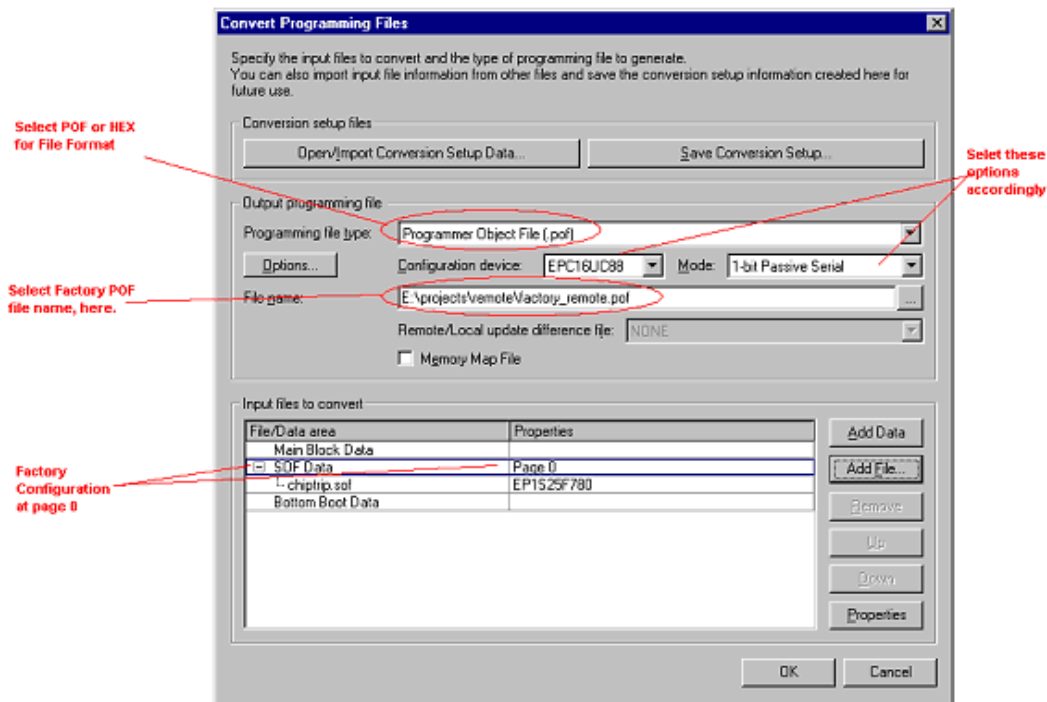 Convert Programming Files
Specify the input files to convert and the type of programming file to generate.
You can also import input file information from other files and save the conversion setup information created here for
future use.
Select POF or HEX
for File Format
Conversion setup files
Open/Import Conversion Setup Data...
Save Conversion Setup...
Selet these
options
accordingly
Output programming file
Programming file type:
Programmer Object File (.pof)
Options...
Configuration device:
EPC16UC88
Mode:
1-bit Passive Serial
Select Factory POF
file name, here.
File name:
E:\projects\remote\factory_remote.pof
...
Remote/Local update difference file:
NONE
Memory Map File
Input files to convert
File/Data area
Properties
Add Data
Main Block Data
Factory
Configuration
at page 0
SOF Data
Page 0
Add File...
chiptrip.sof
EP1S25F780
Bottom Boot Data
Remove
Up
Down
Properties
OK
Cancel